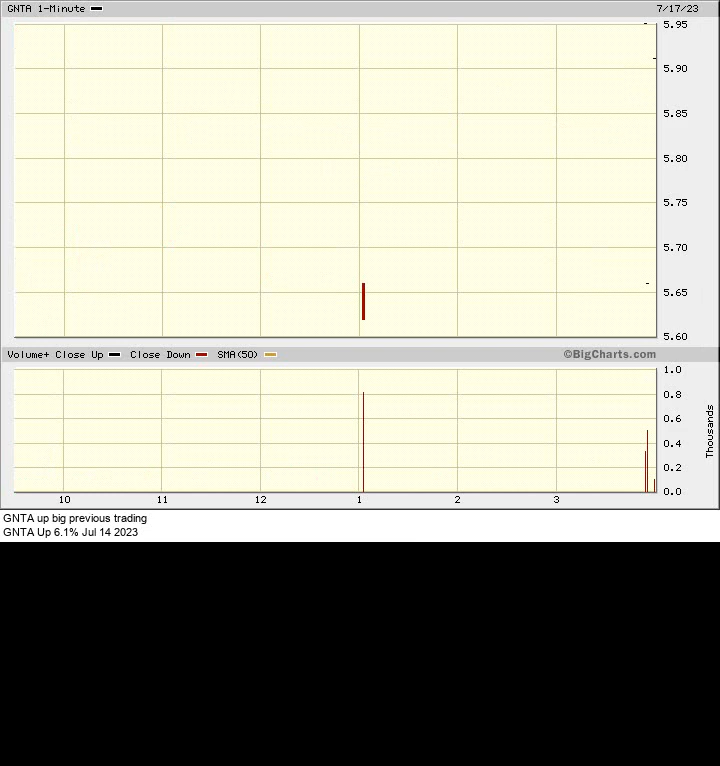 GNTA 1-Minute 7/17/23
5.95
5.90
5.85
5.80
5.75
5.70
5.65
5.60
Volume+ Close Up Close Down SMA(50) ©BigCharts.com
1.0
0.8
0.6
0.4
0.2
0.0
Thousands
10 11 12 1 2 3
GNTA up big previous trading
GNTA Up 6.1% Jul 14 2023